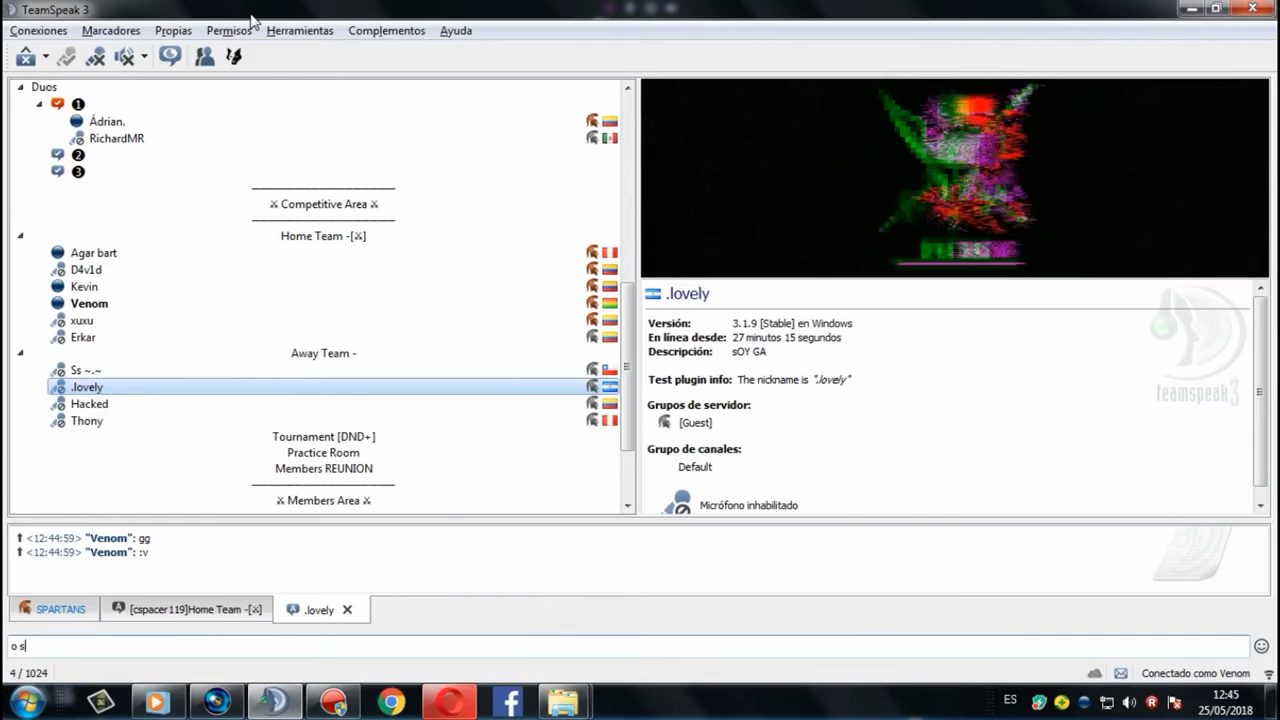 TeamSpeak 3
Conexiones Marcadores Propias Permisos Herramientas Complementos Ayuda
Duos
1
Ádrian.
RichardMR
2
3
⚔ Competitive Area ⚔
Home Team -[⚔]
Agar bart
D4v1d
Kevin
Venom
xuxu
Erkar
Away Team -
Ss ~.~
.lovely
Hacked
Thony
Tournament [DND+]
Practice Room
Members REUNION
⚔ Members Area ⚔
.lovely
Versión: 3.1.9 [Stable] en Windows
En línea desde: 27 minutos 15 segundos
Descripción: sOY GA
Test plugin info: The nickname is ".lovely"
Grupos de servidor:
[Guest]
Grupo de canales:
Default
Micrófono inhabilitado
teamspeak3
<12:44:59> "Venom": gg
<12:44:59> "Venom": :v
SPARTANS [cspacer119]Home Team -[⚔] .lovely
o s
4 / 1024 Conectado como Venom
ES 12:45
25/05/2018